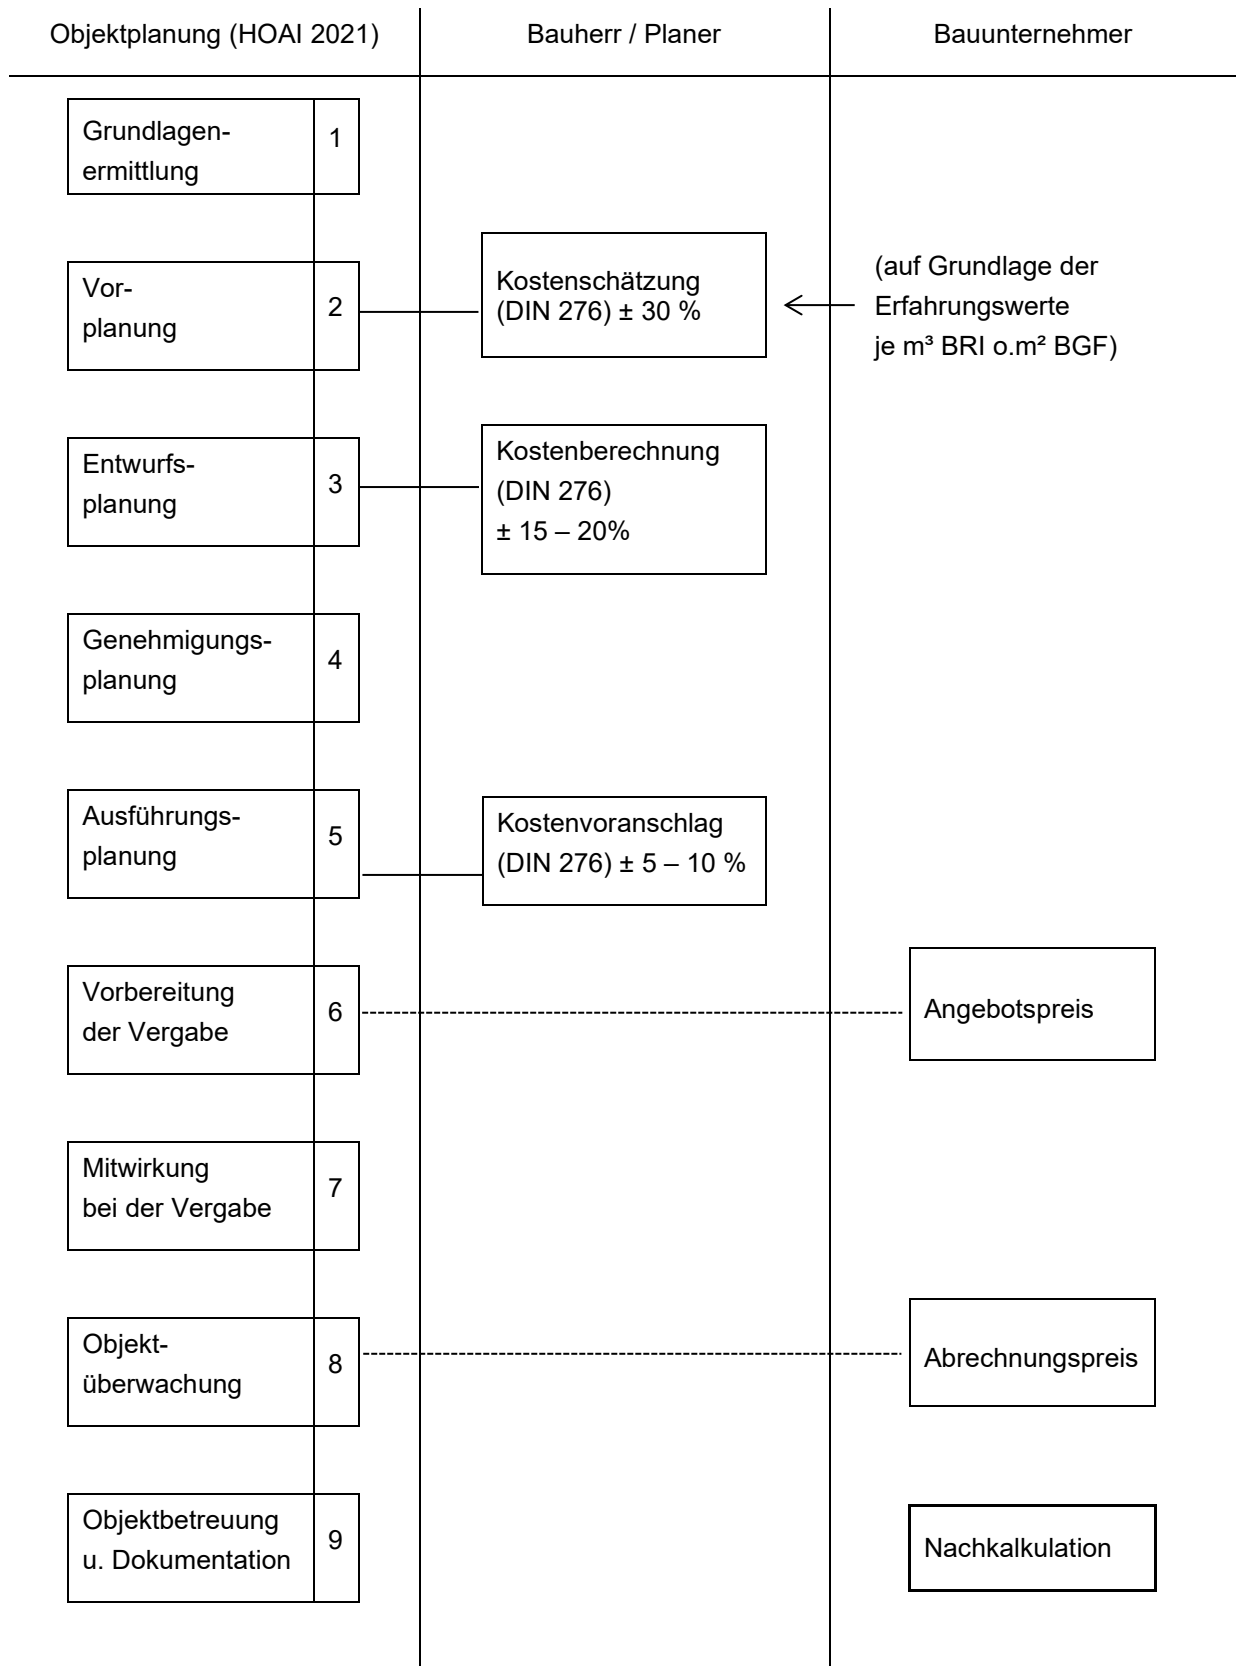 Objektplanung (HOAI 2021)
Bauherr / Planer
Bauunternehmer
Grundlagen-
ermittlung
1
Vor-
planung
2
Kostenschätzung
(DIN 276) ± 30 %
(auf Grundlage der
Erfahrungswerte
je m³ BRI o.m² BGF)
Entwurfs-
planung
3
Kostenberechnung
(DIN 276)
± 15 – 20%
Genehmigungs-
planung
4
Ausführungs-
planung
5
Kostenvoranschlag
(DIN 276) ± 5 – 10 %
Vorbereitung
der Vergabe
6
Angebotspreis
Mitwirkung
bei der Vergabe
7
Objekt-
überwachung
8
Abrechnungspreis
Objektbetreuung
u. Dokumentation
9
Nachkalkulation